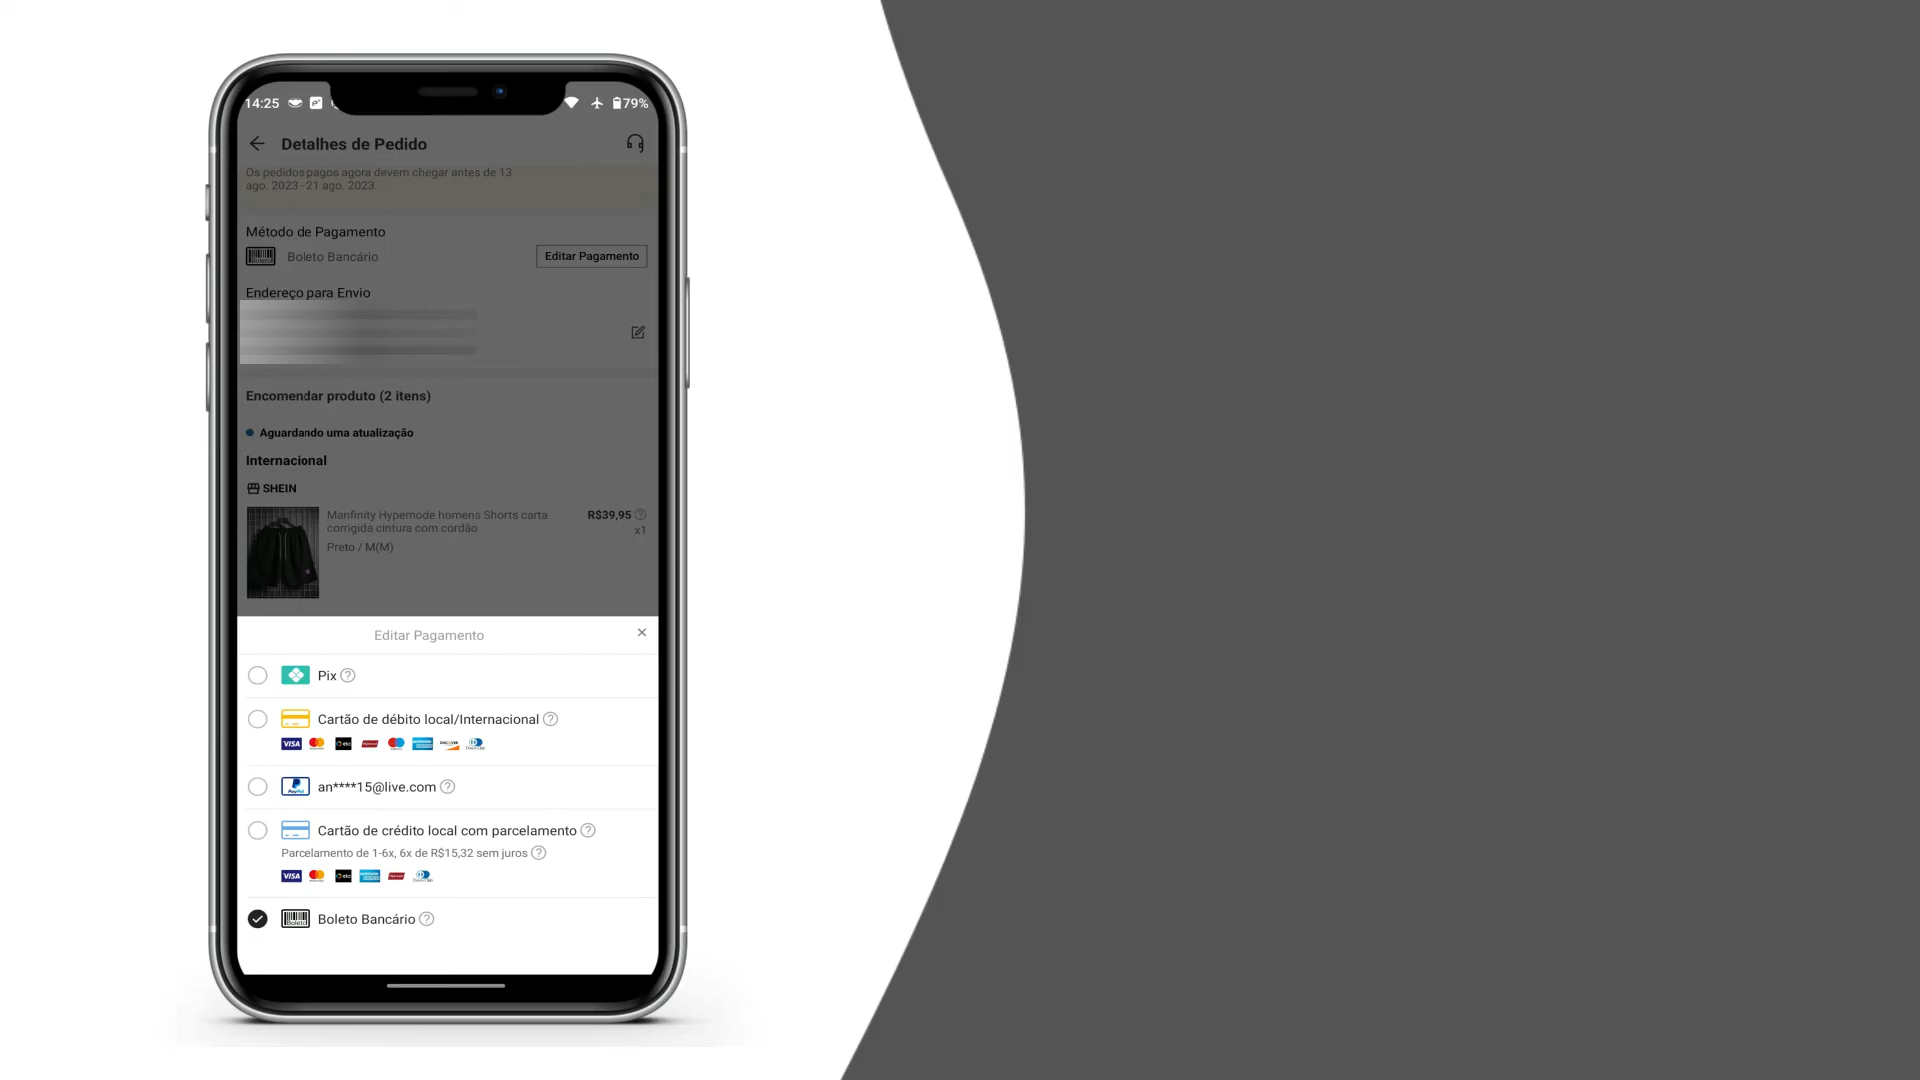 14:25
79%
Detalhes de Pedido
Os pedidos pagos agora devem chegar antes de 13
ago. 2023 - 21 ago. 2023.
Método de Pagamento
Boleto Bancário
Editar Pagamento
Endereço para Envio
Encomendar produto (2 itens)
Aguardando uma atualização
Internacional
SHEIN
Manfinity Hypemode homens Shorts carta
corrigida cintura com cordão
R$39,95
x1
Preto / M(M)
Editar Pagamento
Pix
Cartão de débito local/Internacional
VISA
an****15@live.com
PayPal
Cartão de crédito local com parcelamento
Parcelamento de 1-6x, 6x de R$15,32 sem juros
VISA
Boleto
Boleto Bancário